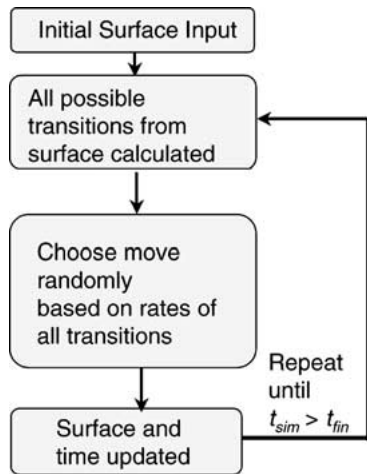 Initial Surface Input
All possible
transitions from
surface calculated
Choose move
randomly
based on rates of
all transitions
Repeat
until
t_sim > t_fin
Surface and
time updated